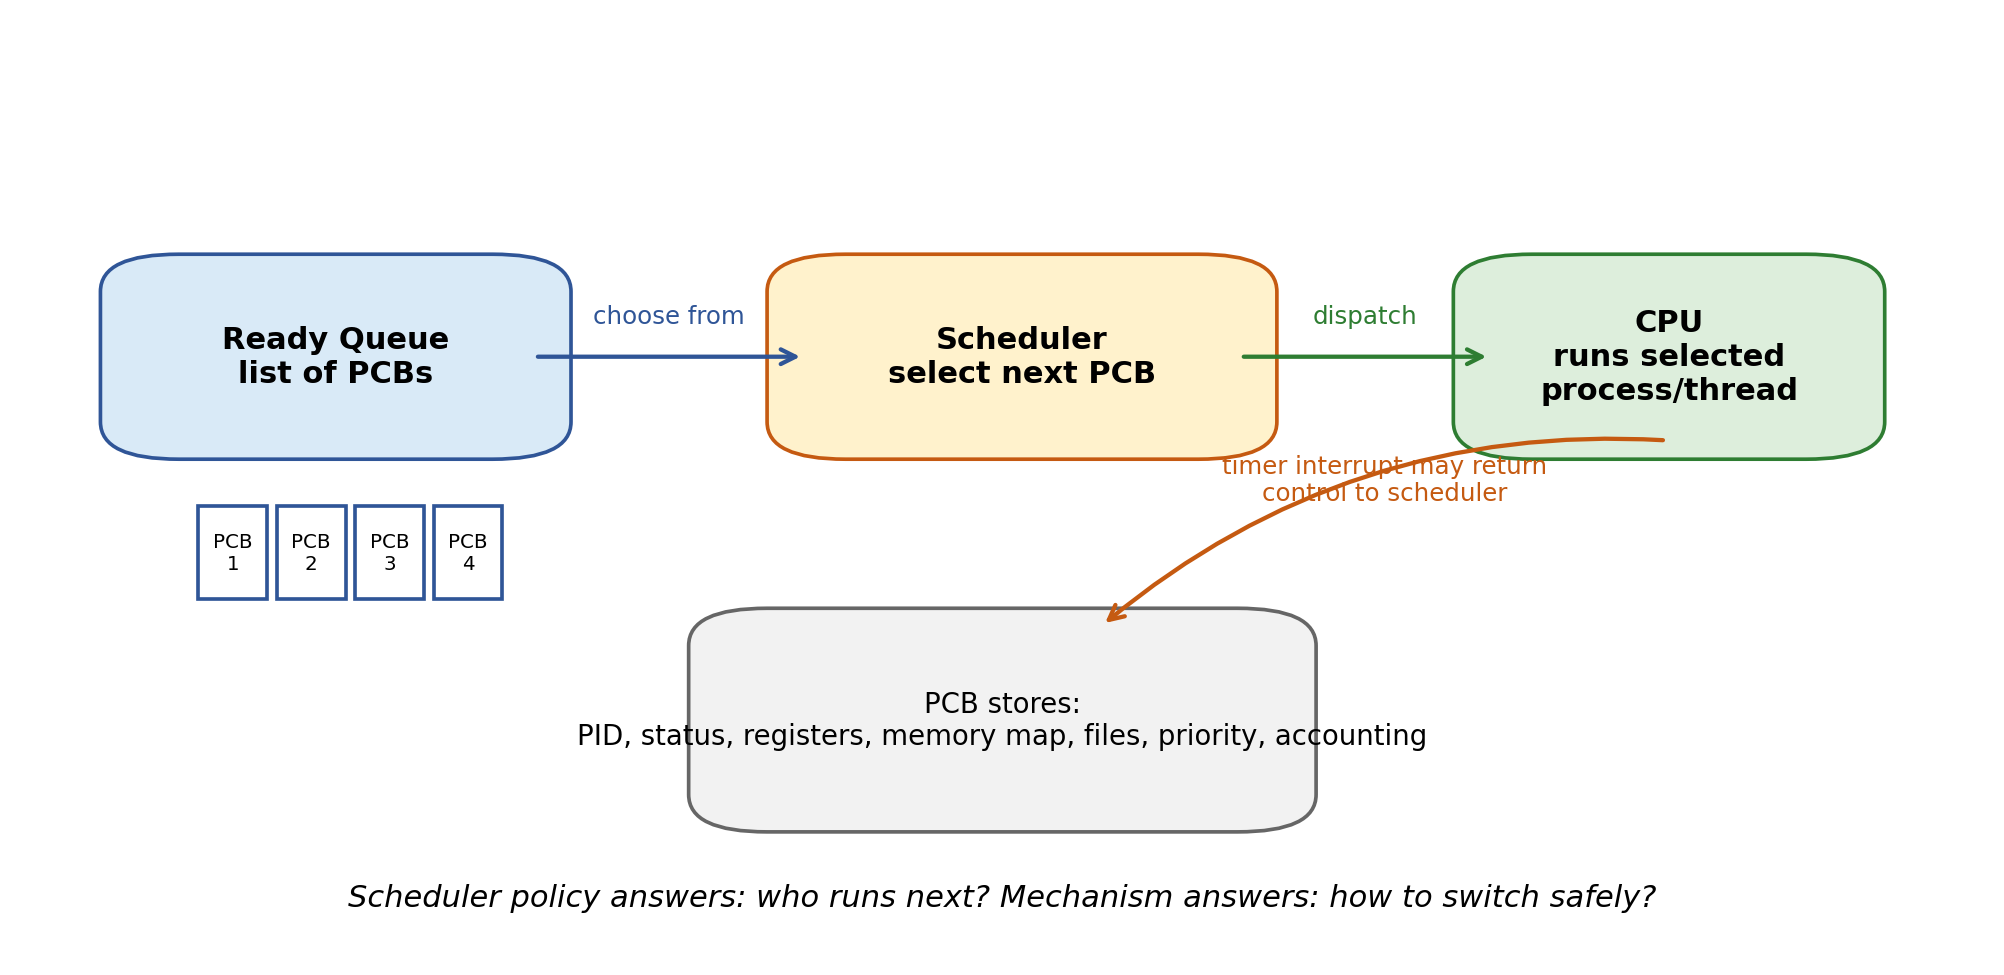 Ready Queue
list of PCBs
choose from
Scheduler
select next PCB
dispatch
CPU
runs selected
process/thread
timer interrupt may return
control to scheduler
PCB
1
PCB
2
PCB
3
PCB
4
PCB stores:
PID, status, registers, memory map, files, priority, accounting
Scheduler policy answers: who runs next? Mechanism answers: how to switch safely?